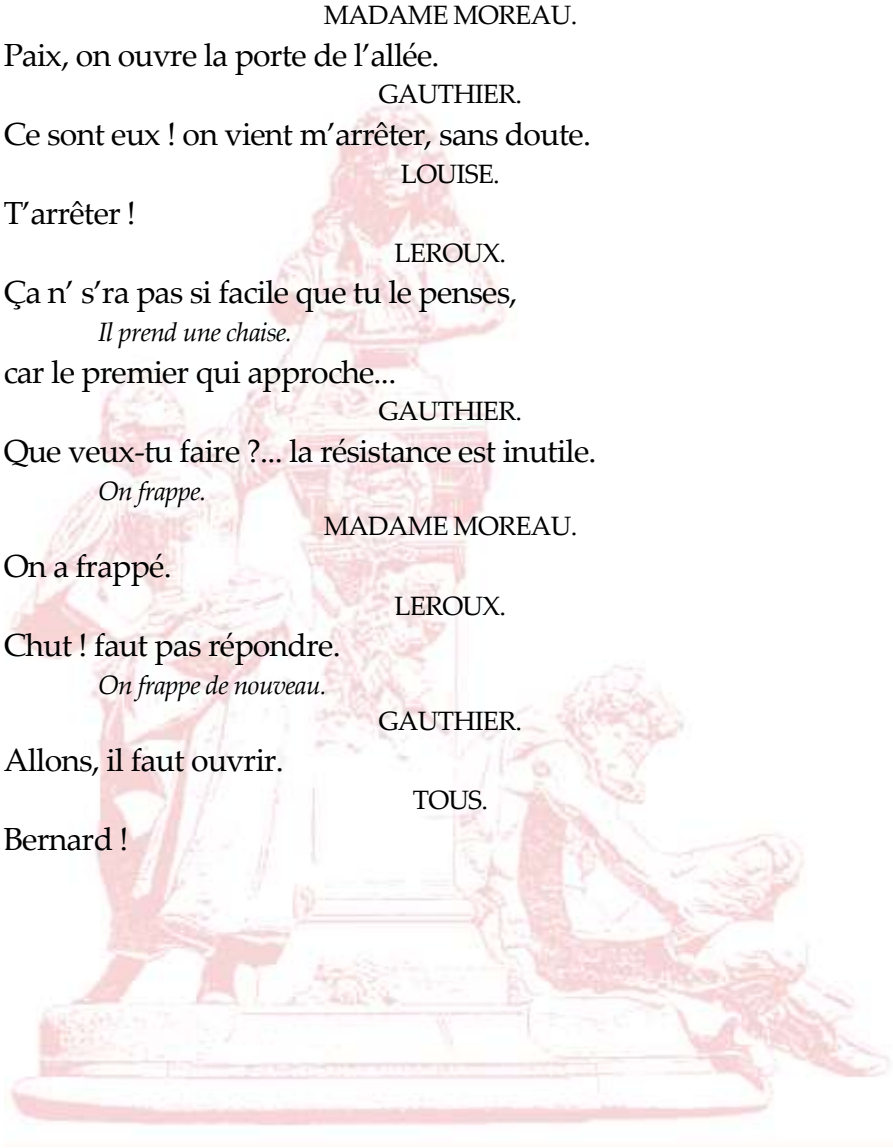 MADAME MOREAU.
Paix, on ouvre la porte de l’allée.
GAUTHIER.
Ce sont eux ! on vient m’arrêter, sans doute.
LOUISE.
T’arrêter !
LEROUX.
Ça n’ s’ra pas si facile que tu le penses,
Il prend une chaise.
car le premier qui approche...
GAUTHIER.
Que veux-tu faire ?... la résistance est inutile.
On frappe.
MADAME MOREAU.
On a frappé.
LEROUX.
Chut ! faut pas répondre.
On frappe de nouveau.
GAUTHIER.
Allons, il faut ouvrir.
TOUS.
Bernard !